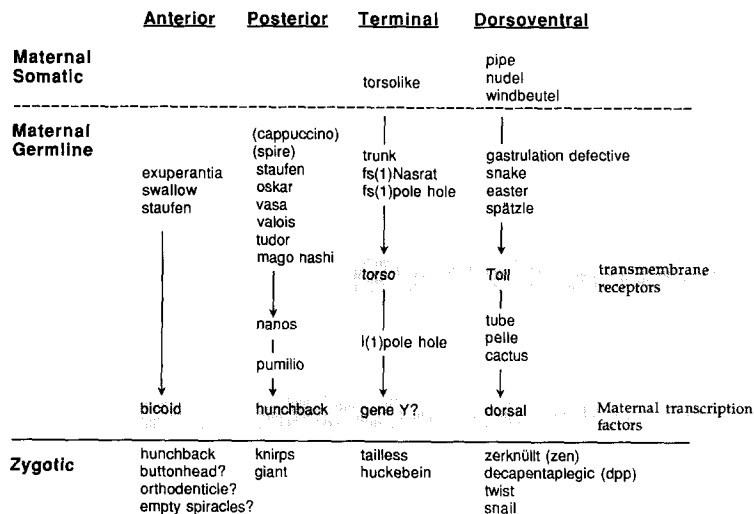 Anterior Posterior Terminal Dorsoventral
Maternal Somatic
torsolike
pipe
nudel
windbeutel
Maternal Germline
exuperantia
swallow
staufen
bicoid
(cappuccino)
(spire)
staufen
oskar
vasa
valois
tudor
mago nashi
nanos
pumilio
hunchback
trunk
fs(1)Nasrat
fs(1)pole hole
torso
l(1)pole hole
gene Y?
gastrulation defective
snake
easter
spätzle
Toll
tube
pelle
cactus
dorsal
transmembrane
receptors
Maternal transcription
factors
Zygotic
hunchback
buttonhead?
orthodenticle?
empty spiracles?
knirps
giant
tailless
huckebein
zerknüllt (zen)
decapentaplegic (dpp)
twist
snail